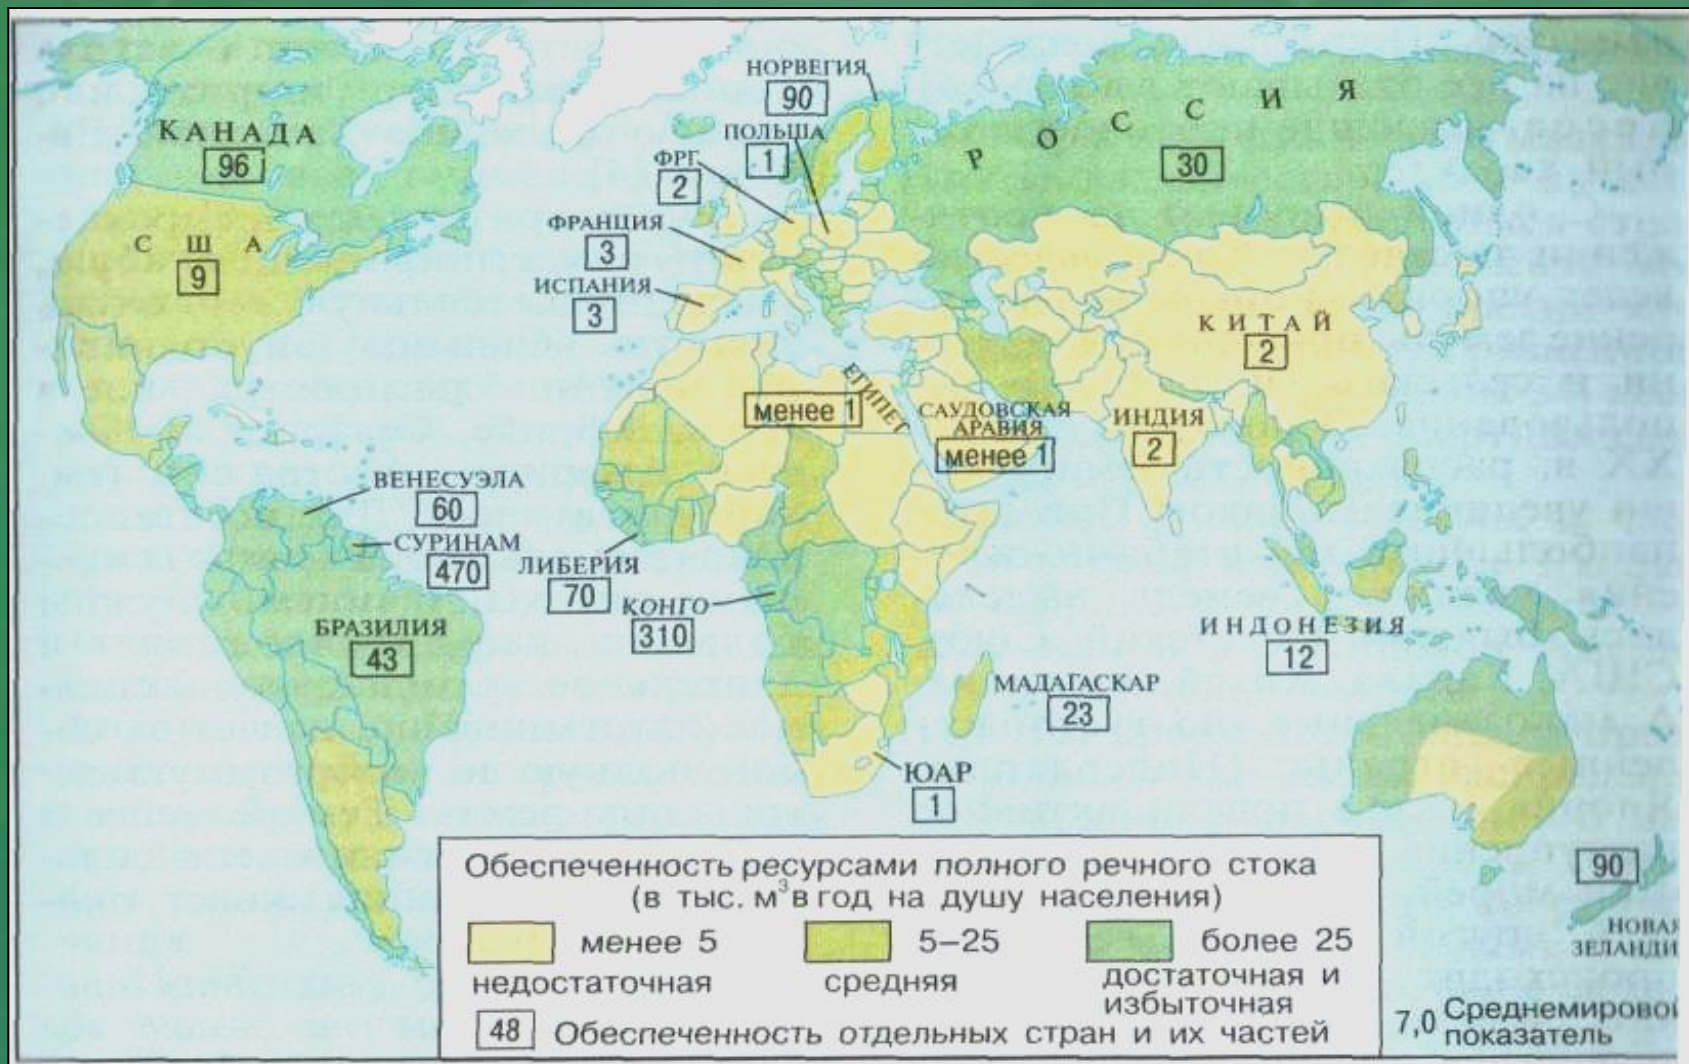 НОРВЕГИЯ
90
КАНАДА
96
ПОЛЬША
1
ФРГ
2
РОССИЯ
30
США
9
ФРАНЦИЯ
3
ИСПАНИЯ
3
КИТАЙ
2
ЕГИПЕТ
менее 1
САУДОВСКАЯ
АРАВИЯ
менее 1
ИНДИЯ
2
ВЕНЕСУЭЛА
60
СУРИНАМ
470
ЛИБЕРИЯ
70
КОНГО
310
БРАЗИЛИЯ
43
ИНДОНЕЗИЯ
12
МАДАГАСКАР
23
ЮАР
1
90
НОВАЯ
ЗЕЛАНДИ
Обеспеченность ресурсами полного речного стока
(в тыс. м³ в год на душу населения)
менее 5
недостаточная
5–25
средняя
более 25
достаточная и
избыточная
48 Обеспеченность отдельных стран и их частей
7,0 Среднемировой
показатель